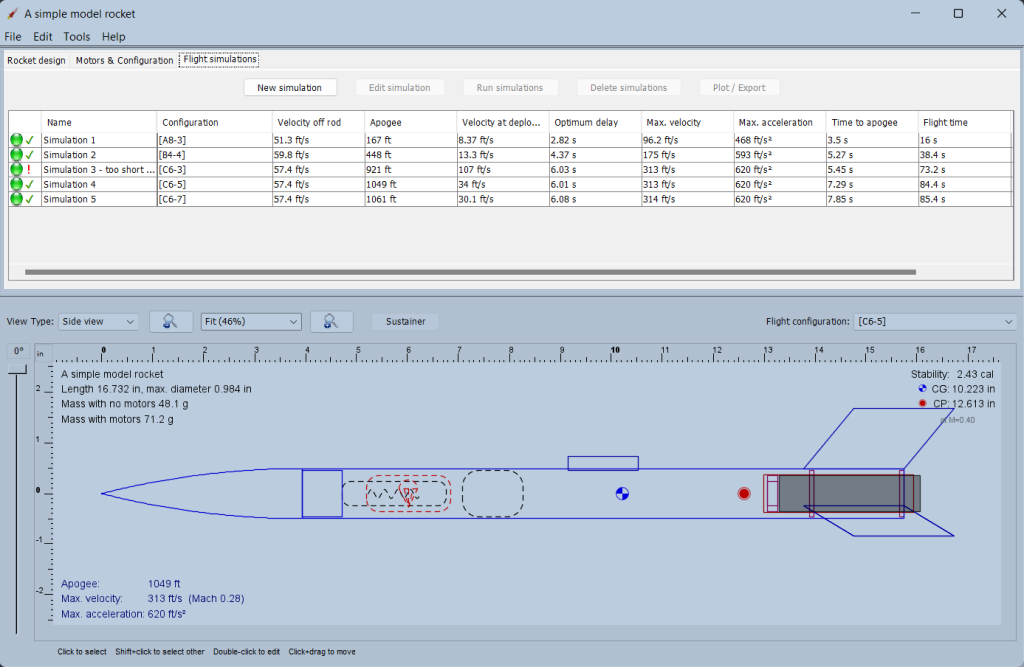 A simple model rocket
File Edit Tools Help
Rocket design Motors & Configuration Flight simulations
New simulation Edit simulation Run simulations Delete simulations Plot / Export
Name Configuration Velocity off rod Apogee Velocity at deplo... Optimum delay Max. velocity Max. acceleration Time to apogee Flight time
Simulation 1 [A8-3] 51.3 ft/s 167 ft 8.37 ft/s 2.82 s 96.2 ft/s 468 ft/s² 3.5 s 16 s
Simulation 2 [B4-4] 59.8 ft/s 448 ft 13.3 ft/s 4.37 s 175 ft/s 593 ft/s² 5.27 s 38.4 s
Simulation 3 - too short ... [C6-3] 57.4 ft/s 921 ft 107 ft/s 6.03 s 313 ft/s 620 ft/s² 5.45 s 73.2 s
Simulation 4 [C6-5] 57.4 ft/s 1049 ft 34 ft/s 6.01 s 313 ft/s 620 ft/s² 7.29 s 84.4 s
Simulation 5 [C6-7] 57.4 ft/s 1061 ft 30.1 ft/s 6.08 s 314 ft/s 620 ft/s² 7.85 s 85.4 s
View Type: Side view Fit (46%) Sustainer Flight configuration: [C6-5]
0° in 0 1 2 3 4 5 6 7 8 9 10 11 12 13 14 15 16 17
A simple model rocket Stability: 2.43 cal
2 Length 16.732 in, max. diameter 0.984 in CG: 10.223 in
Mass with no motors 48.1 g CP: 12.613 in
Mass with motors 71.2 g at M=0.40
1
0
-1
Apogee: 1049 ft
-2
Max. velocity: 313 ft/s (Mach 0.28)
Max. acceleration: 620 ft/s²
Click to select Shift+click to select other Double-click to edit Click+drag to move